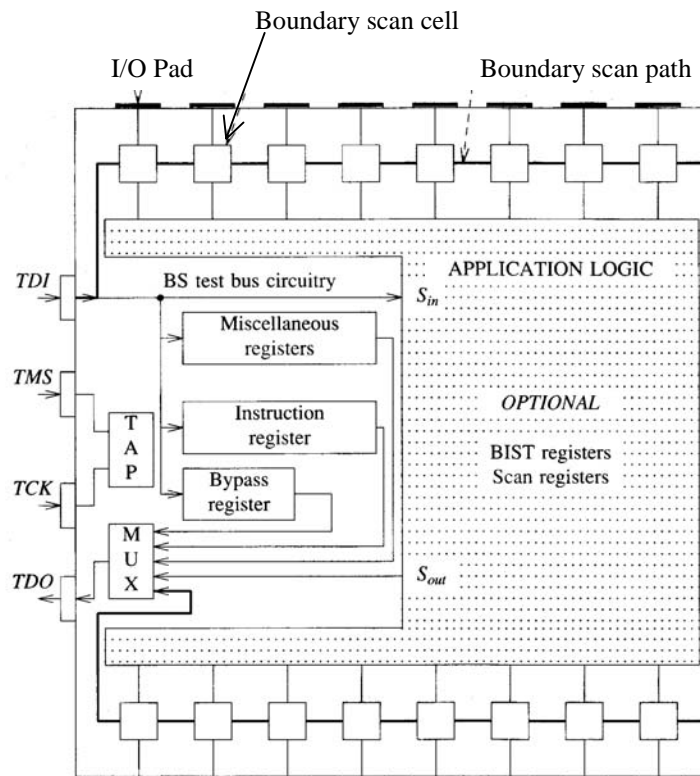 Boundary scan cell
I/O Pad
Boundary scan path
TDI
BS test bus circuitry
APPLICATION LOGIC
S_in
Miscellaneous
registers
TMS
OPTIONAL
T
A
P
Instruction
register
BIST registers
Scan registers
Bypass
register
TCK
M
U
X
TDO
S_out